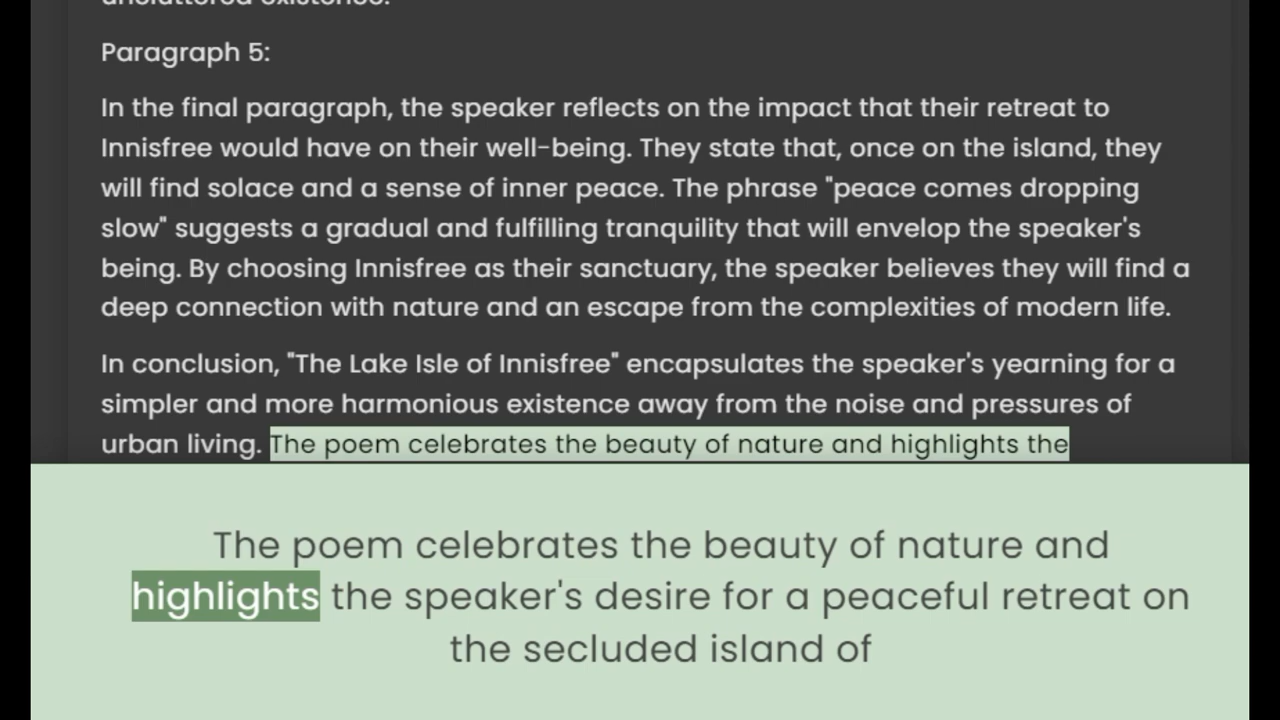 uncluttered existence.
Paragraph 5:
In the final paragraph, the speaker reflects on the impact that their retreat to
Innisfree would have on their well-being. They state that, once on the island, they
will find solace and a sense of inner peace. The phrase "peace comes dropping
slow" suggests a gradual and fulfilling tranquility that will envelop the speaker's
being. By choosing Innisfree as their sanctuary, the speaker believes they will find a
deep connection with nature and an escape from the complexities of modern life.
In conclusion, "The Lake Isle of Innisfree" encapsulates the speaker's yearning for a
simpler and more harmonious existence away from the noise and pressures of
urban living. The poem celebrates the beauty of nature and highlights the
The poem celebrates the beauty of nature and
highlights the speaker's desire for a peaceful retreat on
the secluded island of